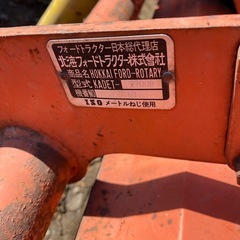 フォードトラクター日本総代理店
北海フォードトラクター株式会社
商品名 HOKKAI FORD-ROTARY
型式 KADET-
機番
ISO メートルねじ使用